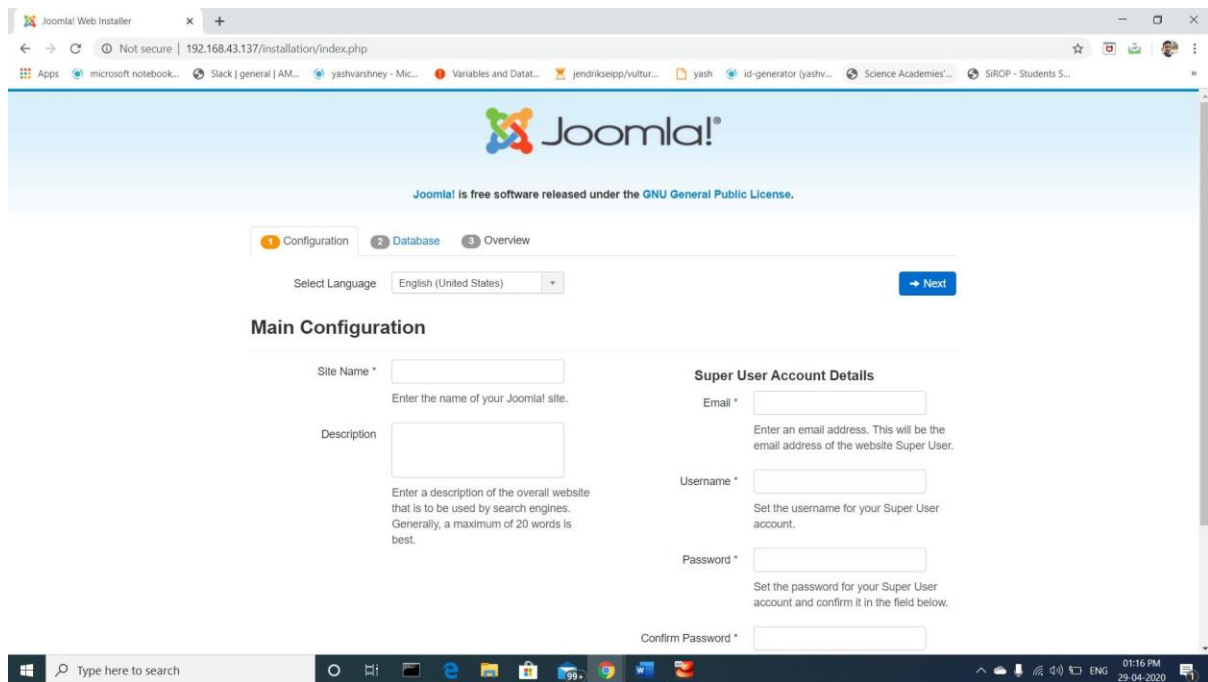 Joomla! Web Installer
Not secure | 192.168.43.137/installation/index.php
Apps microsoft notebook... Slack | general | AM... yashvarshney - Mic... Variables and Datat... jendrikseipp/vultur... yash id-generator (yashv... Science Academies'... SiROP - Students S...
Joomla!®
Joomla! is free software released under the GNU General Public License.
1 Configuration 2 Database 3 Overview
Select Language English (United States) Next
Main Configuration
Site Name *
Enter the name of your Joomla! site.
Description
Enter a description of the overall website
that is to be used by search engines.
Generally, a maximum of 20 words is
best.
Super User Account Details
Email *
Enter an email address. This will be the
email address of the website Super User.
Username *
Set the username for your Super User
account.
Password *
Set the password for your Super User
account and confirm it in the field below.
Confirm Password *
Type here to search 99+ ENG 01:16 PM
29-04-2020